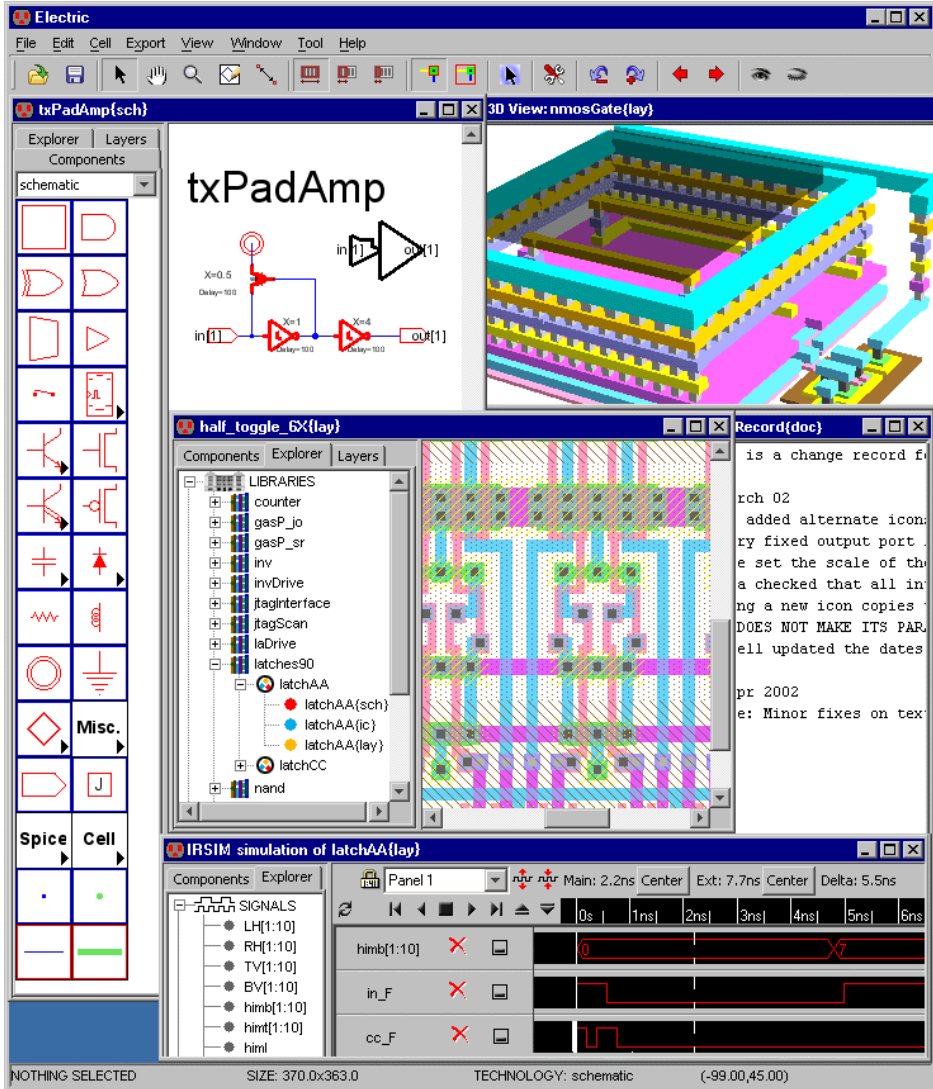 Electric
File Edit Cell Export View Window Tool Help
txPadAmp{sch}
Explorer Layers
Components
schematic
Misc.
J
Spice Cell
txPadAmp
in[1] out[1]
X=0.5
Delay=100
X=1 X=4
in[1] out[1]
Delay=100 Delay=100
3D View: nmosGate{lay}
half_toggle_6X{lay}
Components Explorer Layers
LIBRARIES
counter
gasP_jo
gasP_sr
inv
invDrive
jtagInterface
jtagScan
laDrive
latches90
latchAA
latchAA{sch}
latchAA{ic}
latchAA{lay}
latchCC
nand
Record{doc}
is a change record f
rch 02
added alternate icon
ry fixed output port
e set the scale of th
a checked that all in
ng a new icon copies
DOES NOT MAKE ITS PAR
ell updated the dates
pr 2002
e: Minor fixes on tex
IRSIM simulation of latchAA{lay}
Components Explorer
SIGNALS
LH[1:10]
RH[1:10]
TV[1:10]
BV[1:10]
himb[1:10]
himt[1:10]
himl
Panel 1 Main: 2.2ns Center Ext: 7.7ns Center Delta: 5.5ns
0s 1ns 2ns 3ns 4ns 5ns 6ns
himb[1:10] 0 7
in_F
cc_F
NOTHING SELECTED SIZE: 370.0x363.0 TECHNOLOGY: schematic (-99.00,45.00)